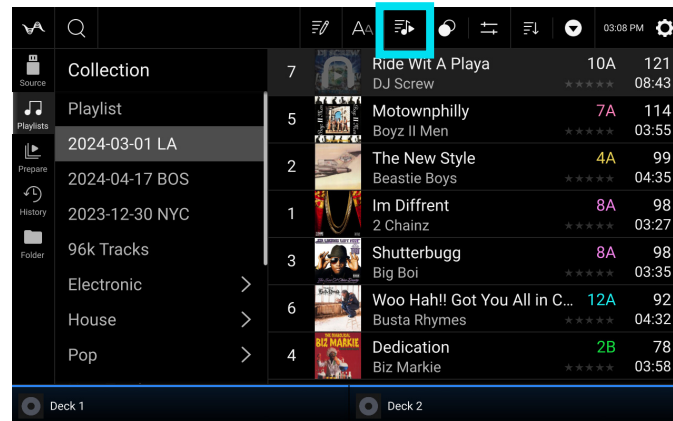 AA
03:08 PM
Source
Playlists
Prepare
History
Folder
Collection
Playlist
2024-03-01 LA
2024-04-17 BOS
2023-12-30 NYC
96k Tracks
Electronic
House
Pop
7 Ride Wit A Playa 10A 121
DJ Screw 08:43
5 Motownphilly 7A 114
Boyz II Men 03:55
2 The New Style 4A 99
Beastie Boys 04:35
1 Im Diffrent 8A 98
2 Chainz 03:27
3 Shutterbugg 8A 98
Big Boi 03:35
6 Woo Hah!! Got You All in C... 12A 92
Busta Rhymes 04:32
BIZ MARKIE
4 Dedication 2B 78
Biz Markie 03:58
Deck 1
Deck 2